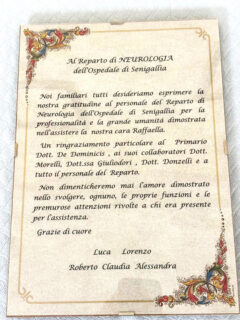 Al Reparto di NEUROLOGIA
dell'Ospedale di Senigallia
Noi familiari tutti desideriamo esprimere la
nostra gratitudine al personale del Reparto di
Neurologia dell'Ospedale di Senigallia per la
professionalità e la grande umanità dimostrata
nell'assistere la nostra cara Raffaella.
Un ringraziamento particolare al Primario
Dott. De Dominicis , ai suoi collaboratori Dott.
Morelli, Dott.ssa Giuliodori , Dott. Donzelli e a
tutto il personale del Reparto.
Non dimenticheremo mai l'amore dimostrato
nello svolgere, ognuno, le proprie funzioni e le
premurose attenzioni rivolte a chi era presente
per l'assistenza.
Grazie di cuore
Luca Lorenzo
Roberto Claudia Alessandra